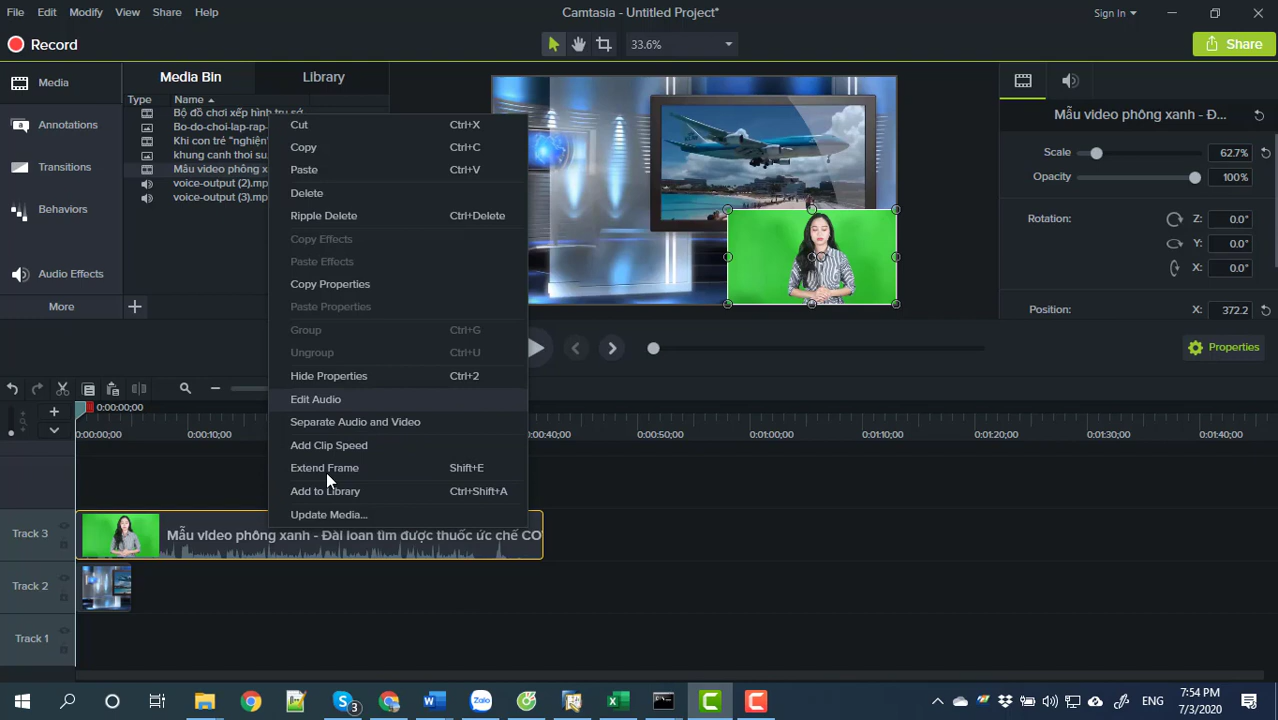 File Edit Modify View Share Help
Camtasia - Untitled Project*
Sign In
Record
33.6%
Share
Media
Annotations
Transitions
Behaviors
Audio Effects
More
Media Bin
Library
Type Name
Bộ đồ chơi xếp hình tru sớ
Bo-do-choi-lap-rap-
Khi con trẻ "nghiện"
khung canh thoi su.
Mẫu video phông x
voice-output (2).mp
voice-output (3).mp
Cut Ctrl+X
Copy Ctrl+C
Paste Ctrl+V
Delete
Ripple Delete Ctrl+Delete
Copy Effects
Paste Effects
Copy Properties
Paste Properties
Group Ctrl+G
Ungroup Ctrl+U
Hide Properties Ctrl+2
Edit Audio
Separate Audio and Video
Add Clip Speed
Extend Frame Shift+E
Add to Library Ctrl+Shift+A
Update Media...
Mẫu video phông xanh - Đ...
Scale 62.7%
Opacity 100%
Rotation: Z: 0.0°
Y: 0.0°
X: 0.0°
Position: X: 372.2
Properties
0:00:00;00
0:00:00;00 0:00:10;00 0:00:40;00 0:00:50;00 0:01:00;00 0:01:10;00 0:01:20;00 0:01:30;00 0:01:40;00
Track 3
Mẫu video phông xanh - Đài loan tìm được thuốc ức chế CO
Track 2
Track 1
3
ENG
7:54 PM
7/3/2020